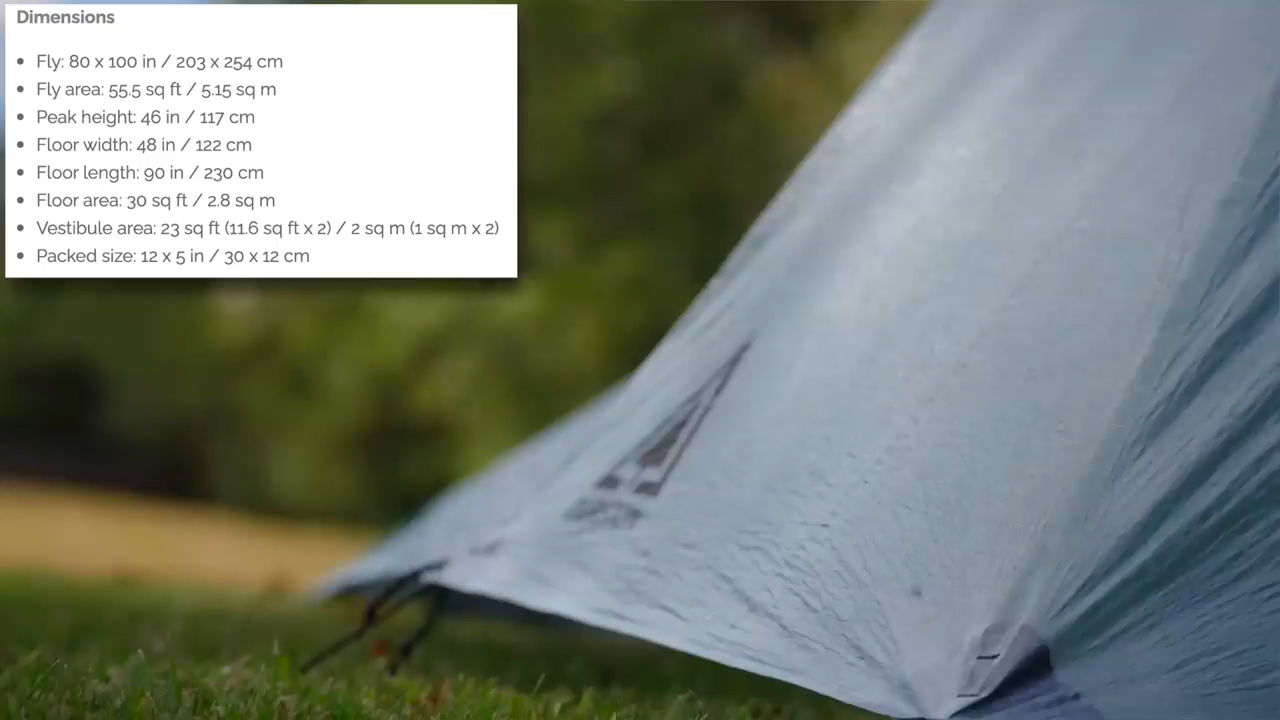 Dimensions
• Fly: 80 x 100 in / 203 x 254 cm
• Fly area: 55.5 sq ft / 5.15 sq m
• Peak height: 46 in / 117 cm
• Floor width: 48 in / 122 cm
• Floor length: 90 in / 230 cm
• Floor area: 30 sq ft / 2.8 sq m
• Vestibule area: 23 sq ft (11.6 sq ft x 2) / 2 sq m (1 sq m x 2)
• Packed size: 12 x 5 in / 30 x 12 cm